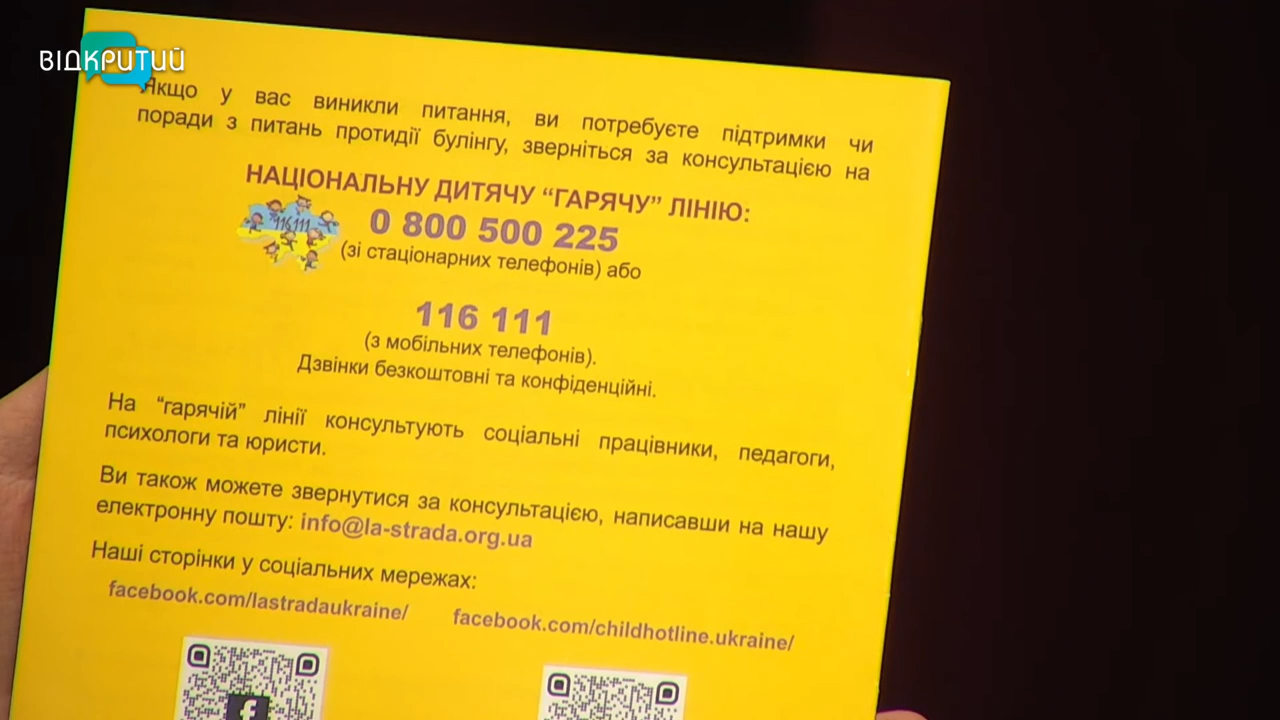 ВІДКРИТИЙ
Якщо у вас виникли питання, ви потребуєте підтримки чи
поради з питань протидії булінгу, зверніться за консультацією на
НАЦІОНАЛЬНУ ДИТЯЧУ “ГАРЯЧУ” ЛІНІЮ:
116 111
0 800 500 225
(зі стаціонарних телефонів) або
116 111
(з мобільних телефонів).
Дзвінки безкоштовні та конфіденційні.
На “гарячій” лінії консультують соціальні працівники, педагоги,
психологи та юристи.
Ви також можете звернутися за консультацією, написавши на нашу
електронну пошту: info@la-strada.org.ua
Наші сторінки у соціальних мережах:
facebook.com/lastradaukraine/ facebook.com/childhotline.ukraine/